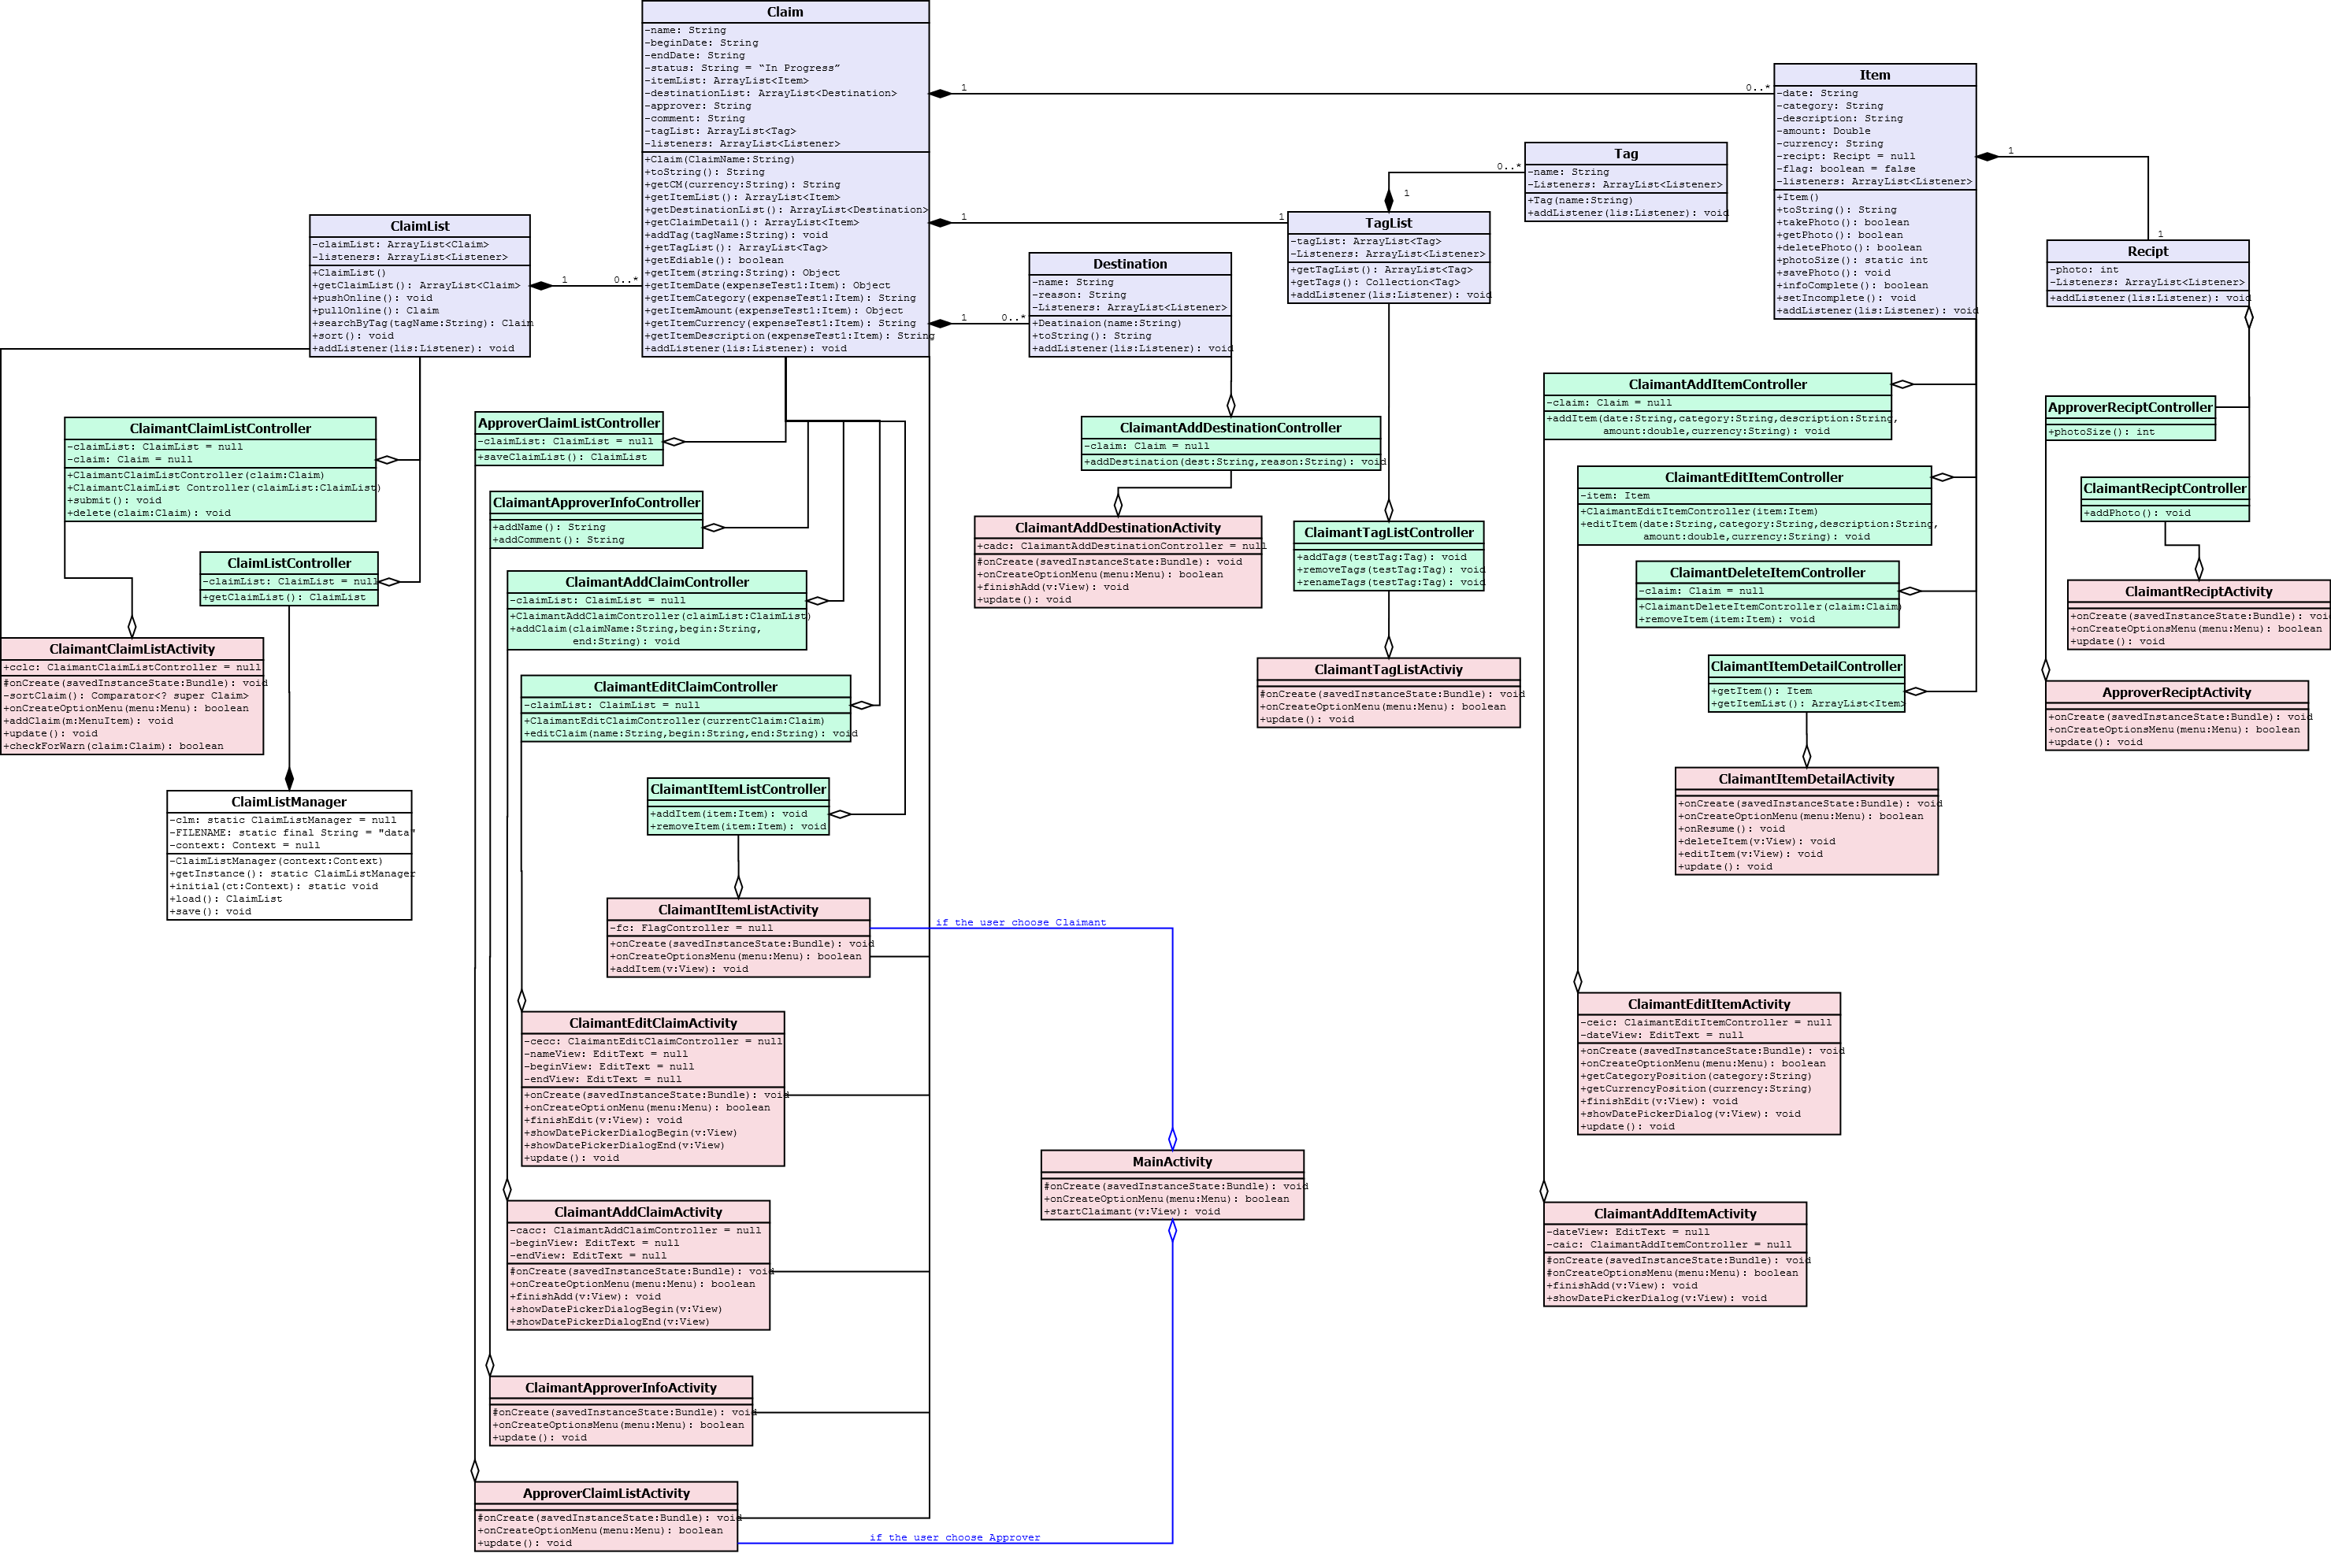 Claim
-name: String
-beginDate: String
-endDate: String
-status: String = “In Progress”
-itemList: ArrayList<Item>
-destinationList: ArrayList<Destination>
-approver: String
-comment: String
-tagList: ArrayList<Tag>
-listeners: ArrayList<Listener>
+Claim(ClaimName:String)
+toString(): String
+getCM(currency:String): String
+getItemList(): ArrayList<Item>
+getDestinationList(): ArrayList<Destination>
+getClaimDetail(): ArrayList<Item>
+addTag(tagName:String): void
+getTagList(): ArrayList<Tag>
+getEdiable(): boolean
+getItem(string:String): Object
+getItemDate(expenseTest1:Item): Object
+getItemCategory(expenseTest1:Item): String
+getItemAmount(expenseTest1:Item): Object
+getItemCurrency(expenseTest1:Item): String
+getItemDescription(expenseTest1:Item): String
+addListener(lis:Listener): void
1
0..*
1
1
1
0..*
Item
-date: String
-category: String
-description: String
-amount: Double
-currency: String
-recipt: Recipt = null
-flag: boolean = false
-listeners: ArrayList<Listener>
+Item()
+toString(): String
+takePhoto(): boolean
+getPhoto(): boolean
+deletePhoto(): boolean
+photoSize(): static int
+savePhoto(): void
+infoComplete(): boolean
+setIncomplete(): void
+addListener(lis:Listener): void
1
1
Tag
-name: String
-Listeners: ArrayList<Listener>
+Tag(name:String)
+addListener(lis:Listener): void
0..*
1
TagList
-tagList: ArrayList<Tag>
-Listeners: ArrayList<Listener>
+getTagList(): ArrayList<Tag>
+getTags(): Collection<Tag>
+addListener(lis:Listener): void
Recipt
-photo: int
-Listeners: ArrayList<Listener>
+addListener(lis:Listener): void
ClaimList
-claimList: ArrayList<Claim>
-listeners: ArrayList<Listener>
+ClaimList()
+getClaimList(): ArrayList<Claim>
+pushOnline(): void
+pullOnline(): Claim
+searchByTag(tagName:String): Claim
+sort(): void
+addListener(lis:Listener): void
1
0..*
Destination
-name: String
-reason: String
-Listeners: ArrayList<Listener>
+Deatinaion(name:String)
+toString(): String
+addListener(lis:Listener): void
ClaimantClaimListController
-claimList: ClaimList = null
-claim: Claim = null
+ClaimantClaimListController(claim:Claim)
+ClaimantClaimList Controller(claimList:ClaimList)
+submit(): void
+delete(claim:Claim): void
ClaimListController
-claimList: ClaimList = null
+getClaimList(): ClaimList
ClaimantClaimListActivity
+cclc: ClaimantClaimListController = null
#onCreate(savedInstanceState:Bundle): void
-sortClaim(): Comparator<? super Claim>
+onCreateOptionMenu(menu:Menu): boolean
+addClaim(m:MenuItem): void
+update(): void
+checkForWarn(claim:Claim): boolean
ClaimListManager
-clm: static ClaimListManager = null
-FILENAME: static final String = "data"
-context: Context = null
-ClaimListManager(context:Context)
+getInstance(): static ClaimListManager
+initial(ct:Context): static void
+load(): ClaimList
+save(): void
ApproverClaimListController
-claimList: ClaimList = null
+saveClaimList(): ClaimList
ClaimantApproverInfoController
+addName(): String
+addComment(): String
ClaimantAddClaimController
-claimList: ClaimList = null
+ClaimantAddClaimController(claimList:ClaimList)
+addClaim(claimName:String,begin:String,
end:String): void
ClaimantEditClaimController
-claimList: ClaimList = null
+ClaimantEditClaimController(currentClaim:Claim)
+editClaim(name:String,begin:String,end:String): void
ClaimantItemListController
+addItem(item:Item): void
+removeItem(item:Item): void
ClaimantItemListActivity
-fc: FlagController = null
+onCreate(savedInstanceState:Bundle): void
+onCreateOptionsMenu(menu:Menu): boolean
+addItem(v:View): void
if the user choose Claimant
ClaimantEditClaimActivity
-cecc: ClaimantEditClaimController = null
-nameView: EditText = null
-beginView: EditText = null
-endView: EditText = null
+onCreate(savedInstanceState:Bundle): void
+onCreateOptionMenu(menu:Menu): boolean
+finishEdit(v:View): void
+showDatePickerDialogBegin(v:View)
+showDatePickerDialogEnd(v:View)
+update(): void
ClaimantAddClaimActivity
-cacc: ClaimantAddClaimController = null
-beginView: EditText = null
-endView: EditText = null
#onCreate(savedInstanceState:Bundle): void
+onCreateOptionMenu(menu:Menu): boolean
+finishAdd(v:View): void
+showDatePickerDialogBegin(v:View)
+showDatePickerDialogEnd(v:View)
ClaimantApproverInfoActivity
#onCreate(savedInstanceState:Bundle): void
+onCreateOptionsMenu(menu:Menu): boolean
+update(): void
ApproverClaimListActivity
#onCreate(savedInstanceState:Bundle): void
+onCreateOptionMenu(menu:Menu): boolean
+update(): void
if the user choose Approver
MainActivity
#onCreate(savedInstanceState:Bundle): void
+onCreateOptionMenu(menu:Menu): boolean
+startClaimant(v:View): void
ClaimantAddDestinationController
-claim: Claim = null
+addDestination(dest:String,reason:String): void
ClaimantAddDestinationActivity
+cadc: ClaimantAddDestinationController = null
#onCreate(savedInstanceState:Bundle): void
+onCreateOptionMenu(menu:Menu): boolean
+finishAdd(v:View): void
+update(): void
ClaimantTagListController
+addTags(testTag:Tag): void
+removeTags(testTag:Tag): void
+renameTags(testTag:Tag): void
ClaimantTagListActiviy
#onCreate(savedInstanceState:Bundle): void
+onCreateOptionMenu(menu:Menu): boolean
+update(): void
ClaimantAddItemController
-claim: Claim = null
+addItem(date:String,category:String,description:String,
amount:double,currency:String): void
ClaimantEditItemController
-item: Item
+ClaimantEditItemController(item:Item)
+editItem(date:String,category:String,description:String,
amount:double,currency:String): void
ClaimantDeleteItemController
-claim: Claim = null
+ClaimantDeleteItemController(claim:Claim)
+removeItem(item:Item): void
ClaimantItemDetailController
+getItem(): Item
+getItemList(): ArrayList<Item>
ClaimantItemDetailActivity
+onCreate(savedInstanceState:Bundle): void
+onCreateOptionMenu(menu:Menu): boolean
+onResume(): void
+deleteItem(v:View): void
+editItem(v:View): void
+update(): void
ClaimantEditItemActivity
-ceic: ClaimantEditItemController = null
-dateView: EditText = null
+onCreate(savedInstanceState:Bundle): void
+onCreateOptionMenu(menu:Menu): boolean
+getCategoryPosition(category:String)
+getCurrencyPosition(currency:String)
+finishEdit(v:View): void
+showDatePickerDialog(v:View): void
+update(): void
ClaimantAddItemActivity
-dateView: EditText = null
-caic: ClaimantAddItemController = null
#onCreate(savedInstanceState:Bundle): void
#onCreateOptionsMenu(menu:Menu): boolean
+finishAdd(v:View): void
+showDatePickerDialog(v:View): void
ApproverReciptController
+photoSize(): int
ClaimantReciptController
+addPhoto(): void
ClaimantReciptActivity
+onCreate(savedInstanceState:Bundle): void
+onCreateOptionsMenu(menu:Menu): boolean
+update(): void
ApproverReciptActivity
+onCreate(savedInstanceState:Bundle): void
+onCreateOptionsMenu(menu:Menu): boolean
+update(): void